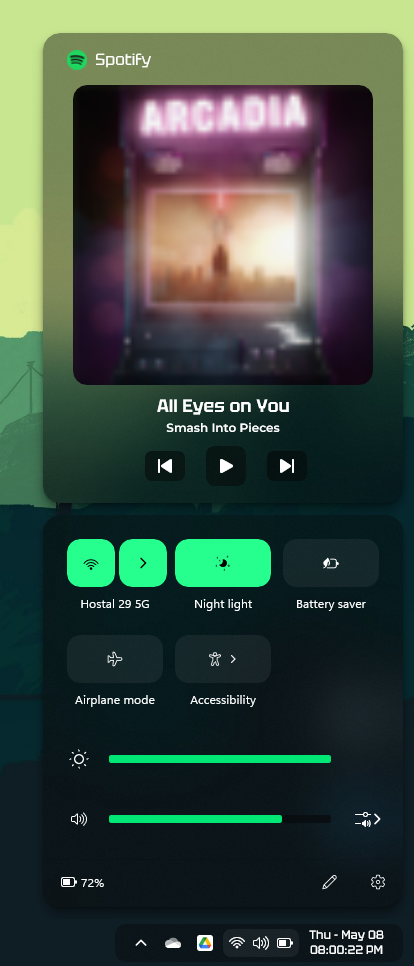 Spotify
ARCADIA
All Eyes on You
Smash Into Pieces
Hostal 29 5G
Night light
Battery saver
Airplane mode
Accessibility
72%
Thu - May 08
08:00:22 PM